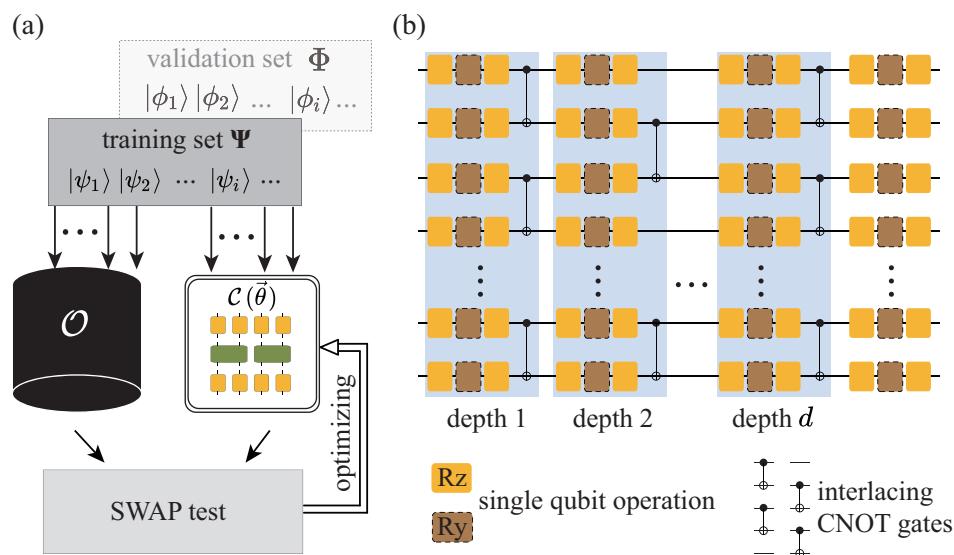 (a)
validation set Φ
|ϕ₁⟩ |ϕ₂⟩ ... |ϕᵢ⟩ ...
training set Ψ
|ψ₁⟩ |ψ₂⟩ ... |ψᵢ⟩ ...
𝒪
𝒞(θ⃗)
optimizing
SWAP test
(b)
depth 1
depth 2
depth d
Rz
Ry
single qubit operation
interlacing
CNOT gates